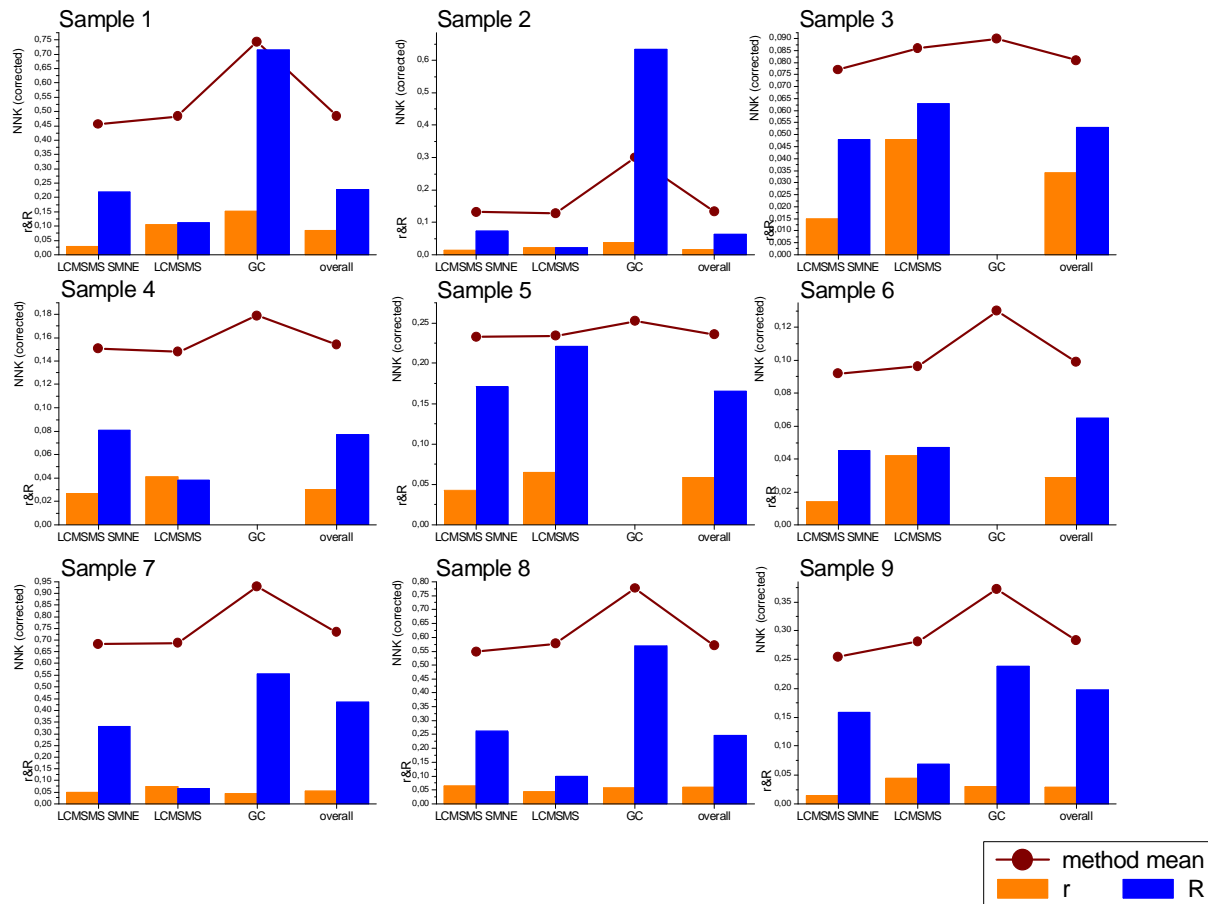 Sample 1
NNK (corrected)
r&R
0,75
0,70
0,65
0,60
0,55
0,50
0,45
0,40
0,35
0,30
0,25
0,20
0,15
0,10
0,05
0,00
LCMSMS SMNE LCMSMS GC overall
Sample 2
NNK (corrected)
r&R
0,6
0,5
0,4
0,3
0,2
0,1
0,0
LCMSMS SMNE LCMSMS GC overall
Sample 3
NNK (corrected)
r&R
0,090
0,085
0,080
0,075
0,070
0,065
0,060
0,055
0,050
0,045
0,040
0,035
0,030
0,025
0,020
0,015
0,010
0,005
0,000
LCMSMS SMNE LCMSMS GC overall
Sample 4
NNK (corrected)
r&R
0,18
0,16
0,14
0,12
0,10
0,08
0,06
0,04
0,02
0,00
LCMSMS SMNE LCMSMS GC overall
Sample 5
NNK (corrected)
r&R
0,25
0,20
0,15
0,10
0,05
0,00
LCMSMS SMNE LCMSMS GC overall
Sample 6
NNK (corrected)
r&R
0,12
0,10
0,08
0,06
0,04
0,02
0,00
LCMSMS SMNE LCMSMS GC overall
Sample 7
NNK (corrected)
r&R
0,95
0,90
0,85
0,80
0,75
0,70
0,65
0,60
0,55
0,50
0,45
0,40
0,35
0,30
0,25
0,20
0,15
0,10
0,05
0,00
LCMSMS SMNE LCMSMS GC overall
Sample 8
NNK (corrected)
r&R
0,80
0,75
0,70
0,65
0,60
0,55
0,50
0,45
0,40
0,35
0,30
0,25
0,20
0,15
0,10
0,05
0,00
LCMSMS SMNE LCMSMS GC overall
Sample 9
NNK (corrected)
r&R
0,35
0,30
0,25
0,20
0,15
0,10
0,05
0,00
LCMSMS SMNE LCMSMS GC overall
method mean
r R